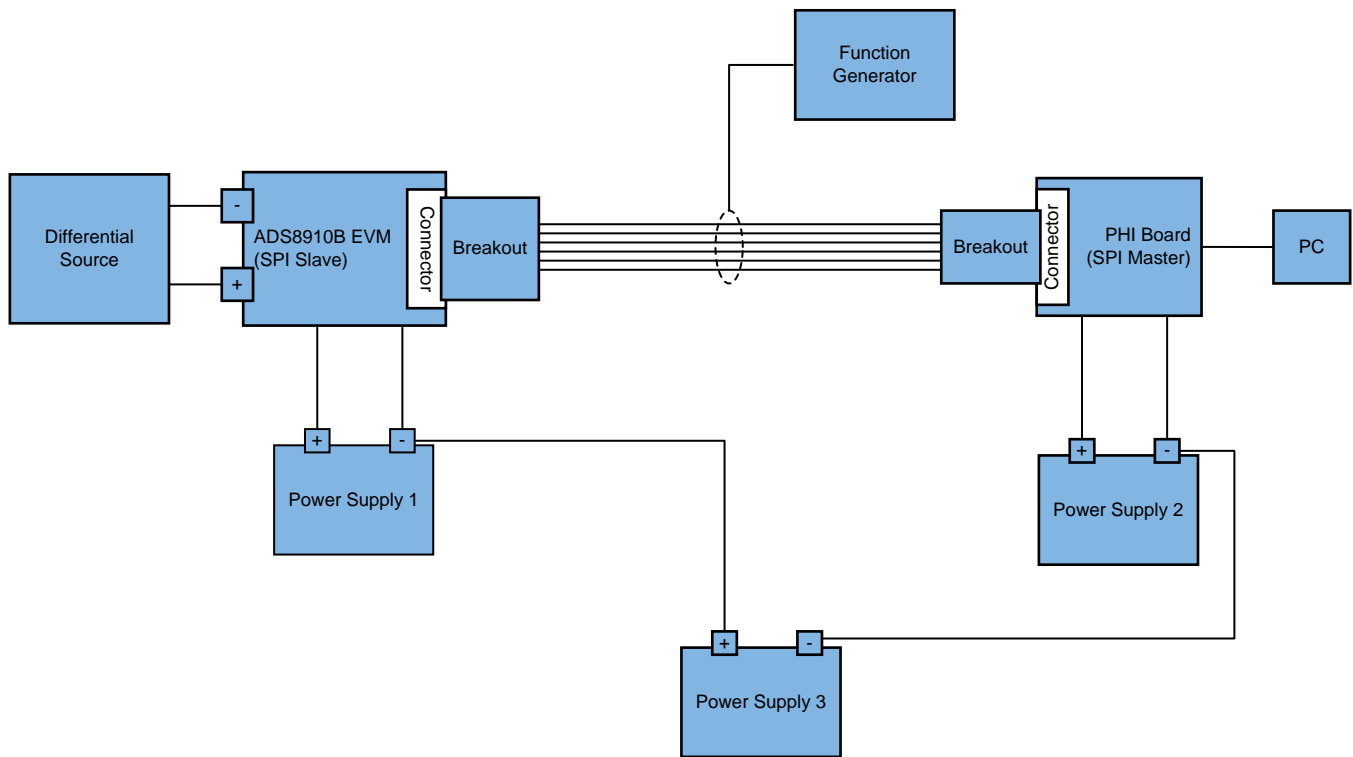 Function
Generator
Differential
Source
-
+
ADS8910B EVM
(SPI Slave)
Connector
Breakout
Breakout
Connector
PHI Board
(SPI Master)
PC
+
-
Power Supply 1
+
-
Power Supply 2
+
-
Power Supply 3